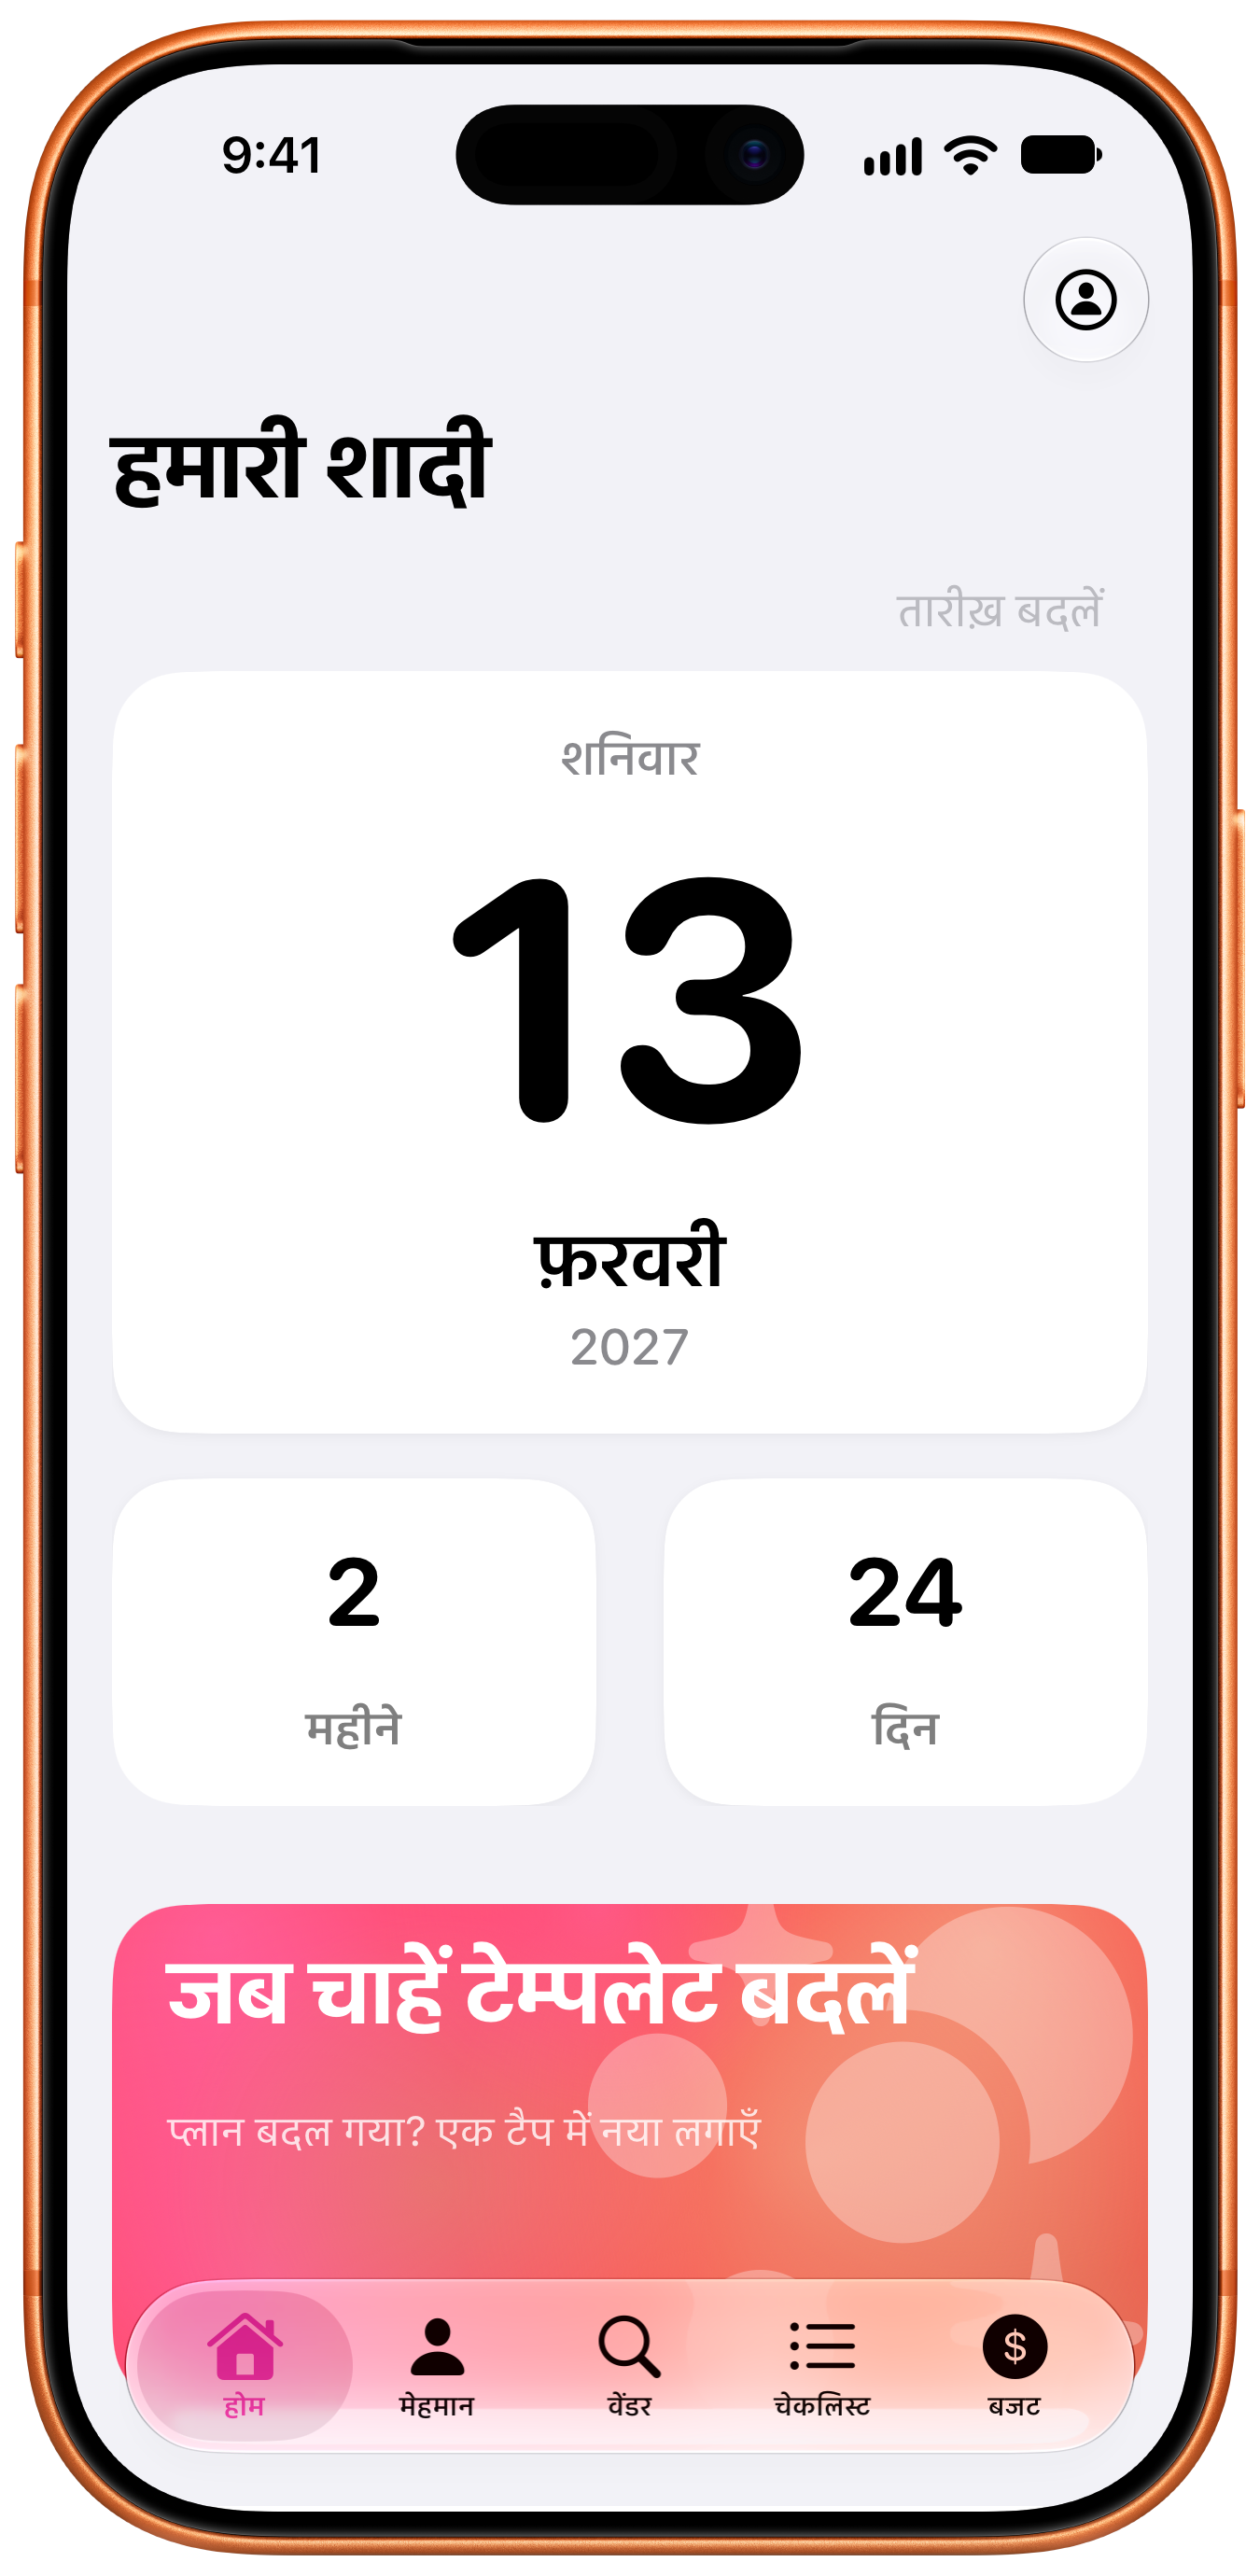 9:41
हमारी शादी
तारीख़ बदलें
शनिवार
13
फ़रवरी
2027
2
महीने
24
दिन
जब चाहें टेम्पलेट बदलें
प्लान बदल गया? एक टैप में नया लगाएँ
होम
मेहमान
वेंडर
चेकलिस्ट
$
बजट